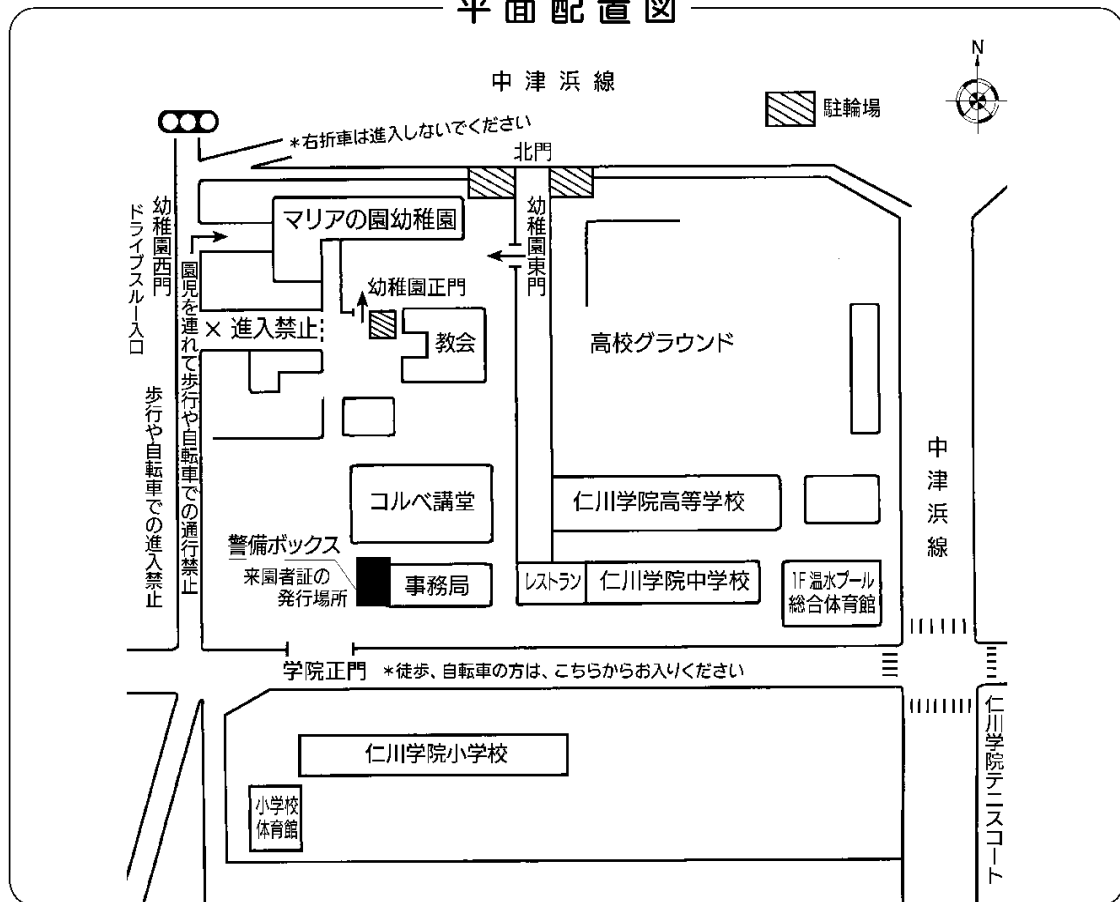 平面配置図
N
中津浜線
駐輪場
*右折車は進入しないでください
北門
幼稚園西門
ドライブスルー入口
マリアの園幼稚園
幼稚園東門
園児を連れて歩行や自転車での通行禁止
幼稚園正門
× 進入禁止
教会
高校グラウンド
歩行や自転車での進入禁止
中津浜線
コルベ講堂
仁川学院高等学校
警備ボックス
来園者証の
発行場所
事務局
レストラン
仁川学院中学校
1F温水プール
総合体育館
学院正門
*徒歩、自転車の方は、こちらからお入りください
仁川学院テニスコート
仁川学院小学校
小学校
体育館